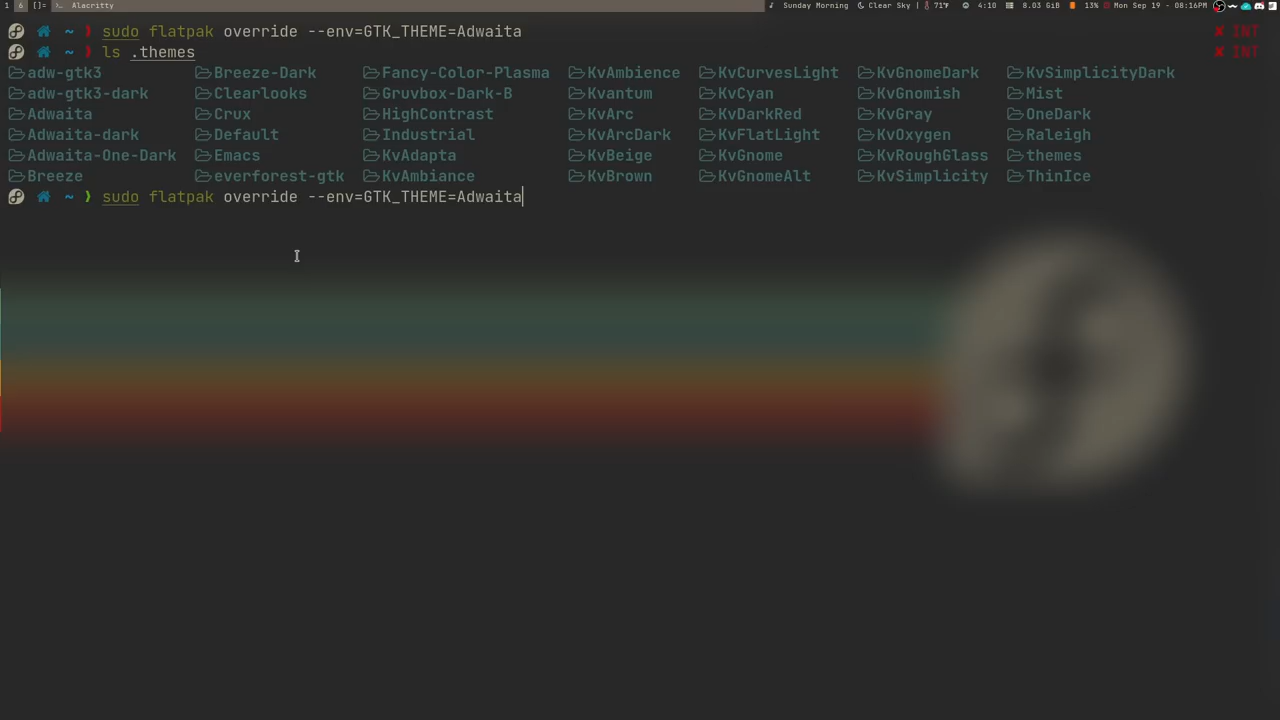 1 6 []= Alacritty Sunday Morning Clear Sky 71°F 4:10 8.03 GiB 13% Mon Sep 19 - 08:16PM
~ ❯ sudo flatpak override --env=GTK_THEME=Adwaita ✘ INT
~ ❯ ls .themes ✘ INT
adw-gtk3 Breeze-Dark Fancy-Color-Plasma KvAmbience KvCurvesLight KvGnomeDark KvSimplicityDark
adw-gtk3-dark Clearlooks Gruvbox-Dark-B Kvantum KvCyan KvGnomish Mist
Adwaita Crux HighContrast KvArc KvDarkRed KvGray OneDark
Adwaita-dark Default Industrial KvArcDark KvFlatLight KvOxygen Raleigh
Adwaita-One-Dark Emacs KvAdapta KvBeige KvGnome KvRoughGlass themes
Breeze everforest-gtk KvAmbiance KvBrown KvGnomeAlt KvSimplicity ThinIce
~ ❯ sudo flatpak override --env=GTK_THEME=Adwaita